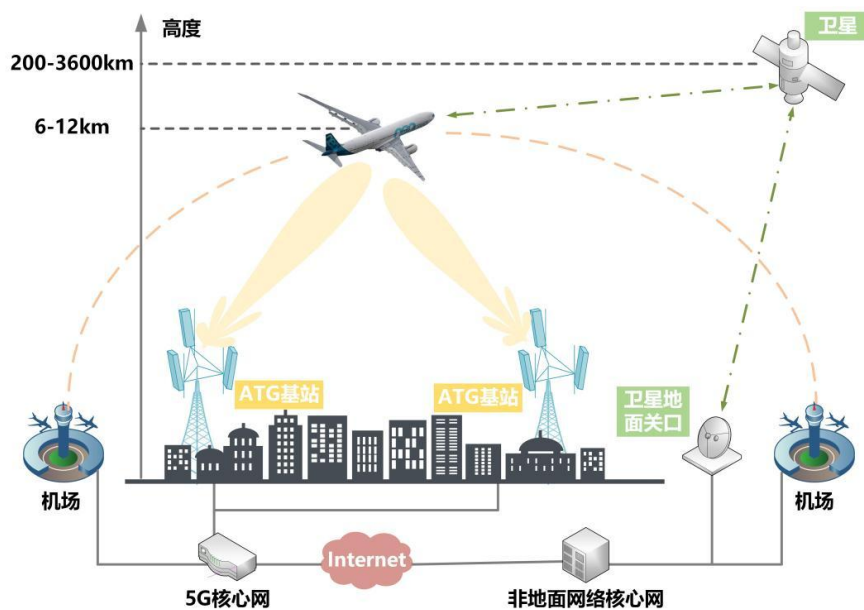 高度
卫星
200-3600km
6-12km
ATG基站
ATG基站
卫星地
面关口
机场
机场
Internet
5G核心网
非地面网络核心网